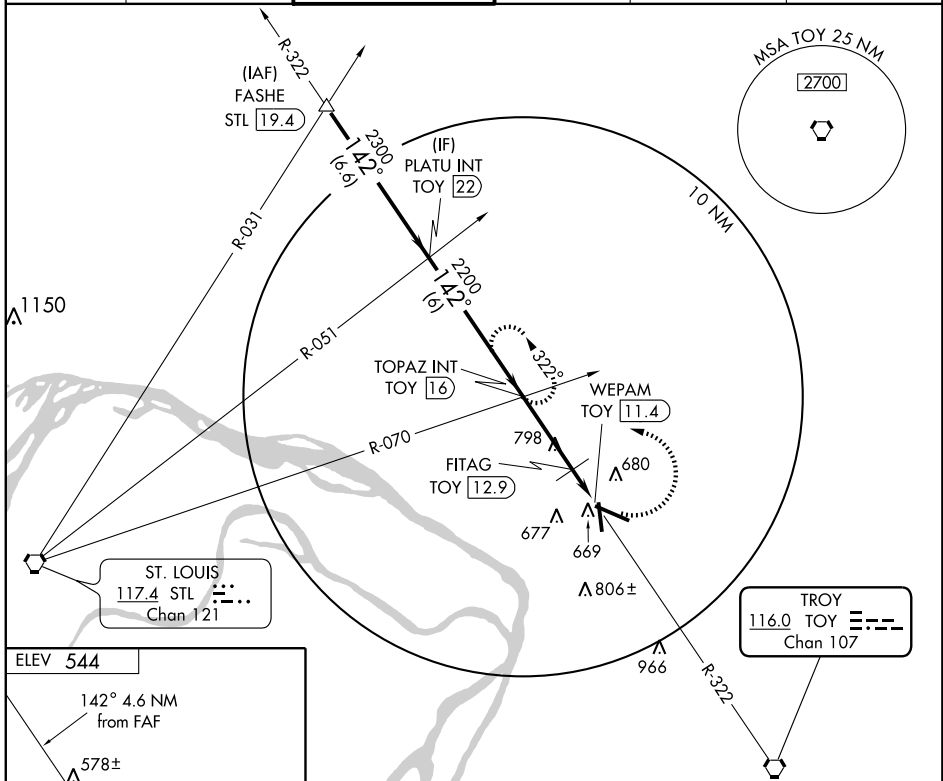 R-322
(IAF)
FASHE
STL 19.4
2300
142°
(6.6)
(IF)
PLATU INT
TOY 22
MSA TOY 25 NM
2700
10 NM
R-031
1150
2200
142°
(6)
R-051
TOPAZ INT
TOY 16
322°
WEPAM
TOY 11.4
R-070
798
680
FITAG
TOY 12.9
677
669
ST. LOUIS
117.4 STL
Chan 121
806±
TROY
116.0 TOY
Chan 107
966
R-322
ELEV 544
142° 4.6 NM
from FAF
578±